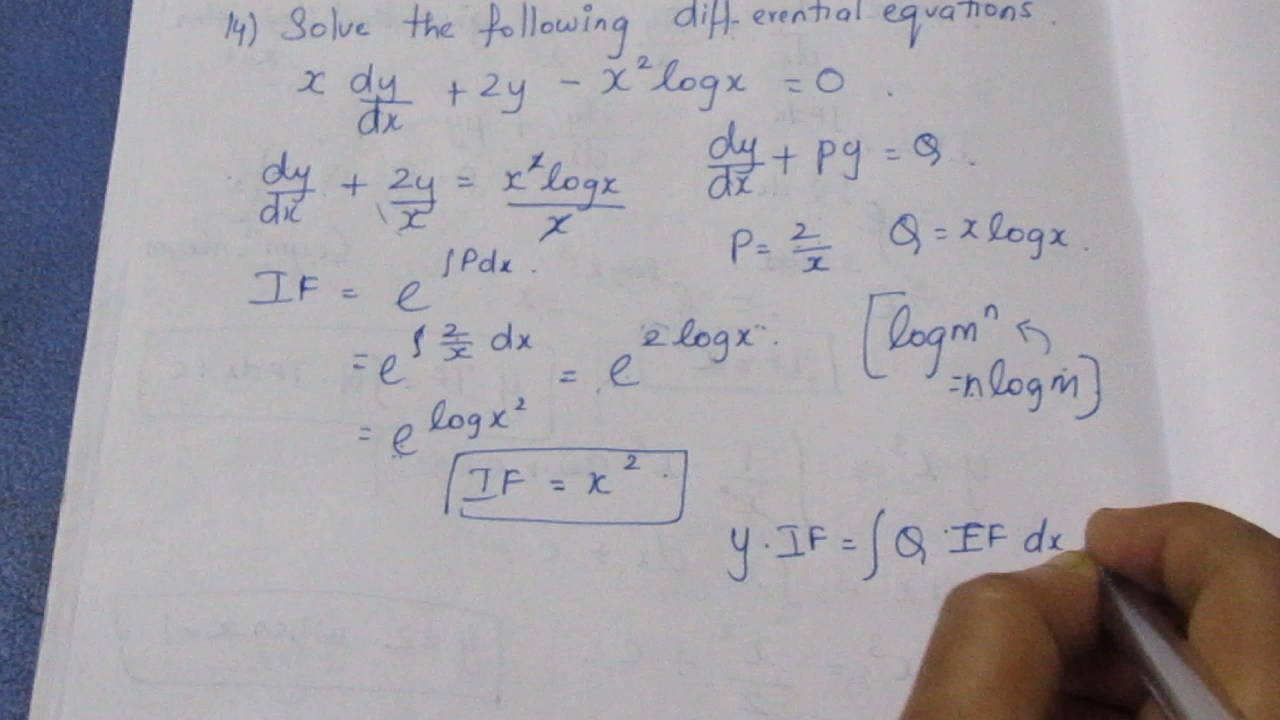 14) Solve the following differential equations.
x dy/dx + 2y - x² log x = 0.
dy/dx + 2y/x = x² log x / x
dy/dx + py = Q.
P = 2/x Q = x log x.
IF = e^∫Pdx.
= e^∫ 2/x dx = e^2 log x.
[log mⁿ
= n log m]
= e^log x²
IF = x².
y · IF = ∫ Q · IF dx